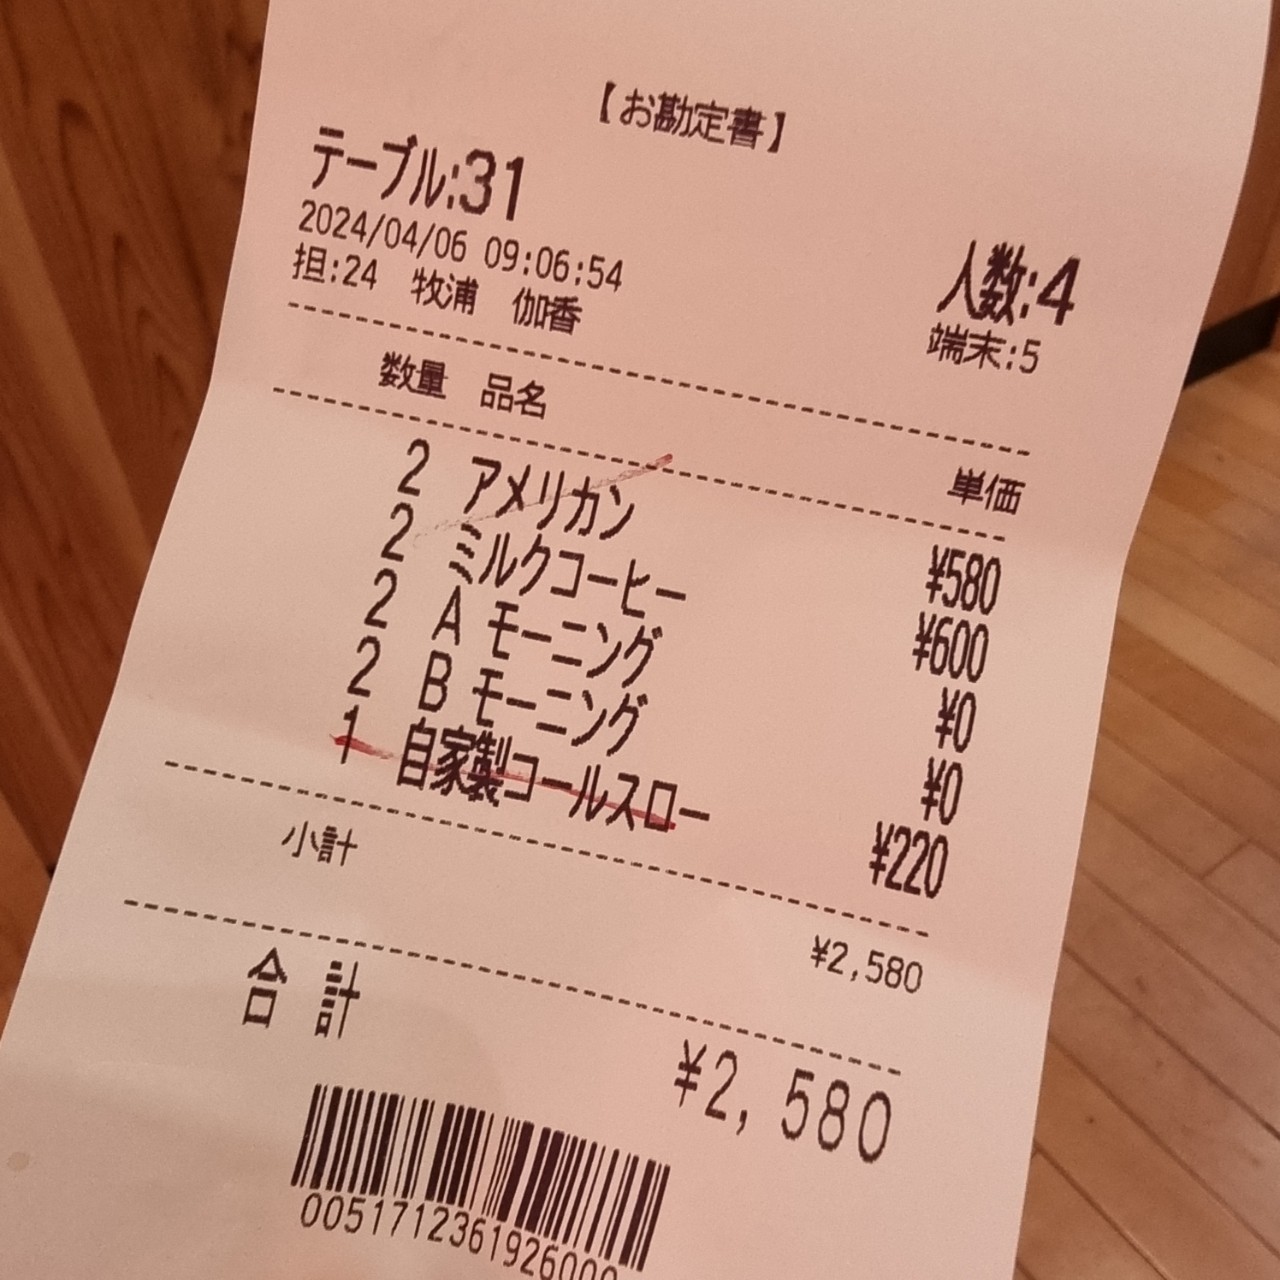 【お勘定書】
テーブル:31
人数:4
2024/04/06 09:06:54
端末:5
担:24 牧浦 伽香
数量 品名 単価
2 アメリカン ¥580
2 ミルクコーヒー ¥600
2 A モーニング ¥0
2 B モーニング ¥0
1 自家製コールスロー ¥220
小計 ¥2,580
合計 ¥2,580
0051712361926000